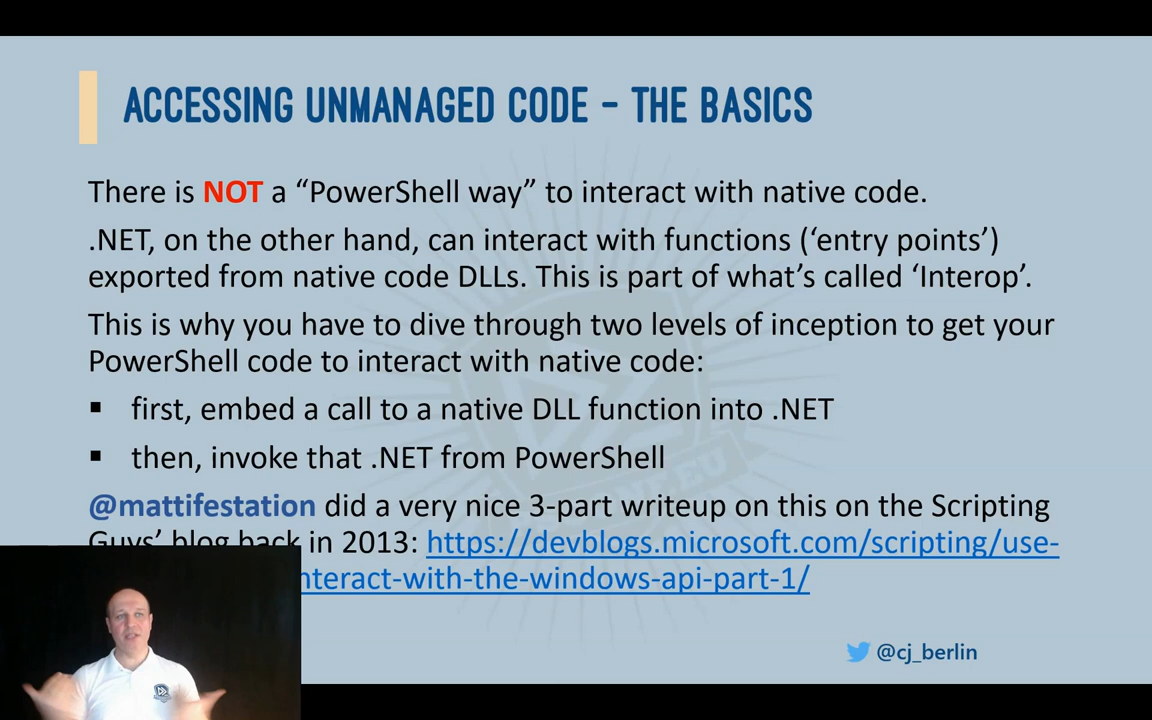 ACCESSING UNMANAGED CODE - THE BASICS
There is NOT a “PowerShell way” to interact with native code.
.NET, on the other hand, can interact with functions (‘entry points’)
exported from native code DLLs. This is part of what’s called ‘Interop’.
This is why you have to dive through two levels of inception to get your
PowerShell code to interact with native code:
▪ first, embed a call to a native DLL function into .NET
▪ then, invoke that .NET from PowerShell
@mattifestation did a very nice 3-part writeup on this on the Scripting
Guys’ blog back in 2013: https://devblogs.microsoft.com/scripting/use-
nteract-with-the-windows-api-part-1/
@cj_berlin